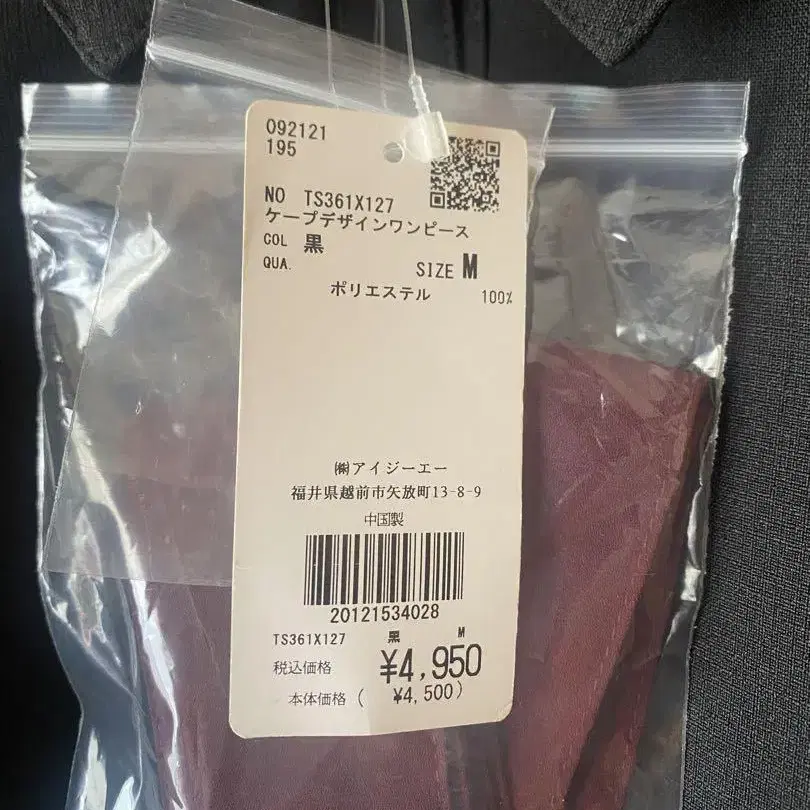 092121
195
NO TS361X127
ケープデザインワンピース
COL 黒
QUA. SIZE M
ポリエステル 100%
㈱アイジーエー
福井県越前市矢放町13-8-9
中国製
20121534028
TS361X127 黒 M
税込価格 ¥4,950
本体価格 ( ¥4,500)